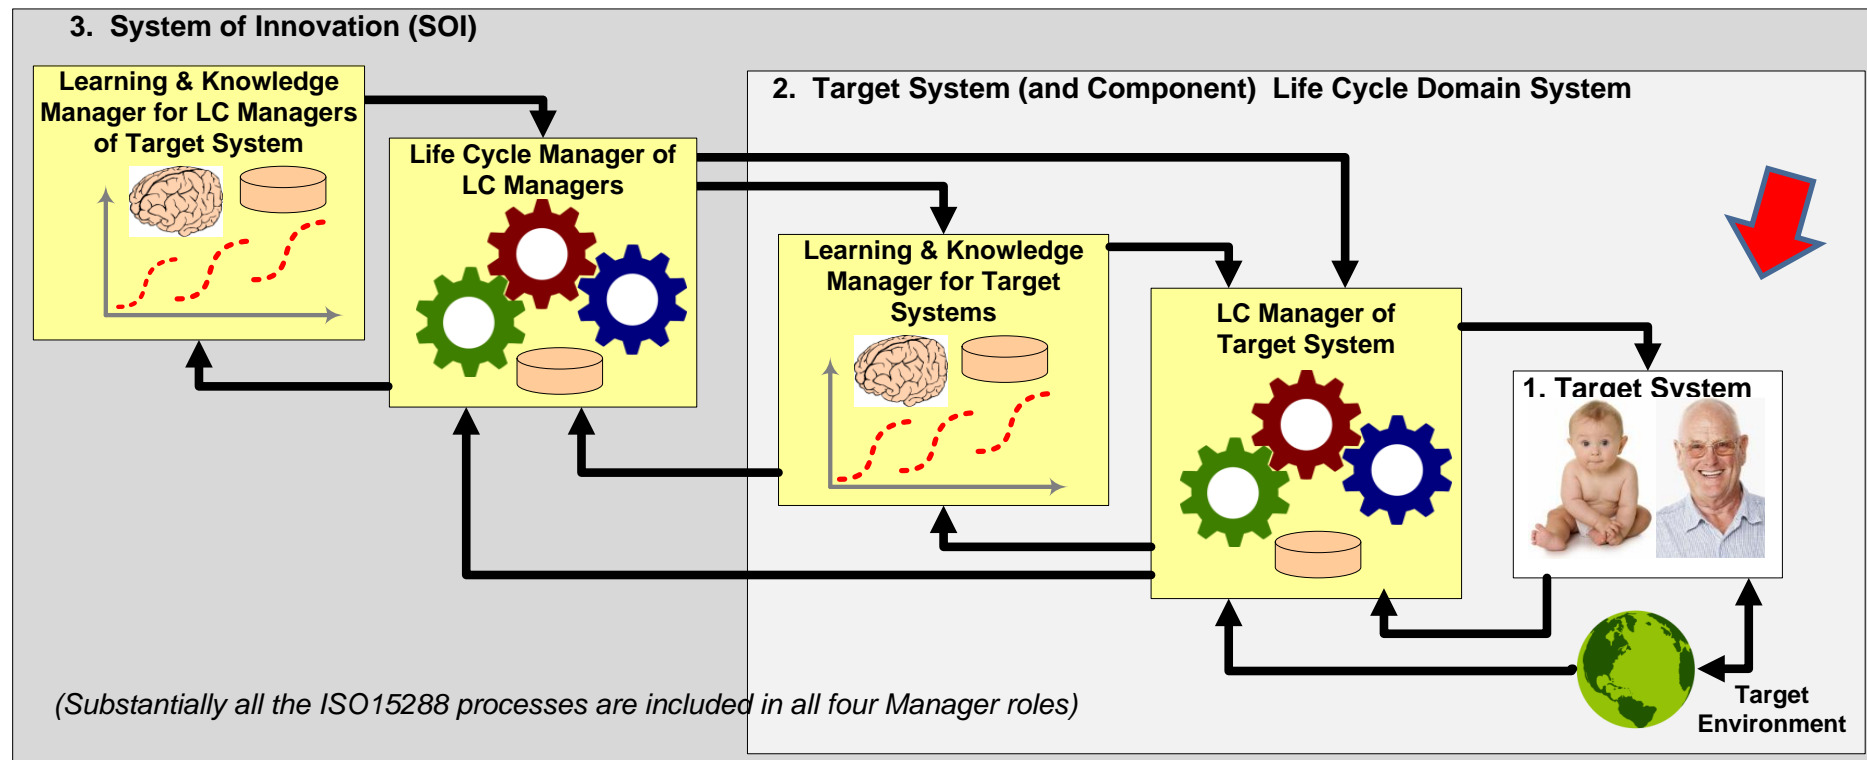 3.  System of Innovation (SOI)
Learning & Knowledge
Manager for LC Managers
of Target System
2.  Target System (and Component)  Life Cycle Domain System
Life Cycle Manager of
LC Managers
Learning & Knowledge
Manager for Target
Systems
LC Manager of
Target System
1. Target System
(Substantially all the ISO15288 processes are included in all four Manager roles)
Target
Environment